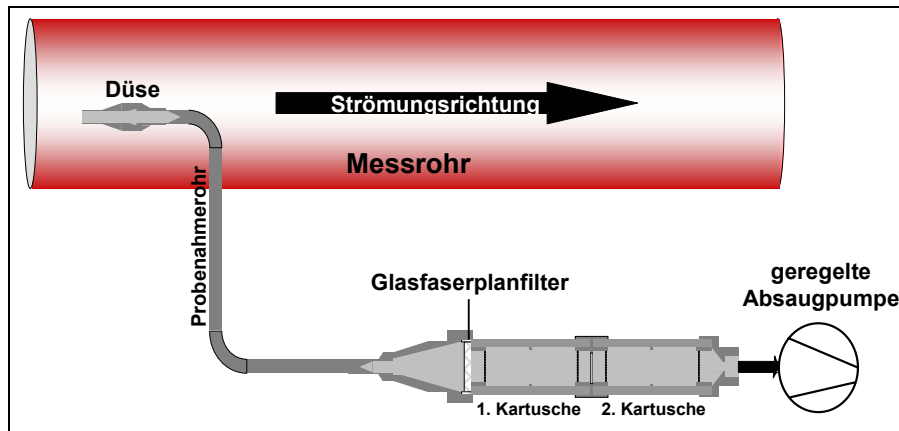 Düse
Strömungsrichtung
Messrohr
Probenahmerohr
Glasfaserplanfilter
geregelte
Absaugpumpe
1. Kartusche
2. Kartusche